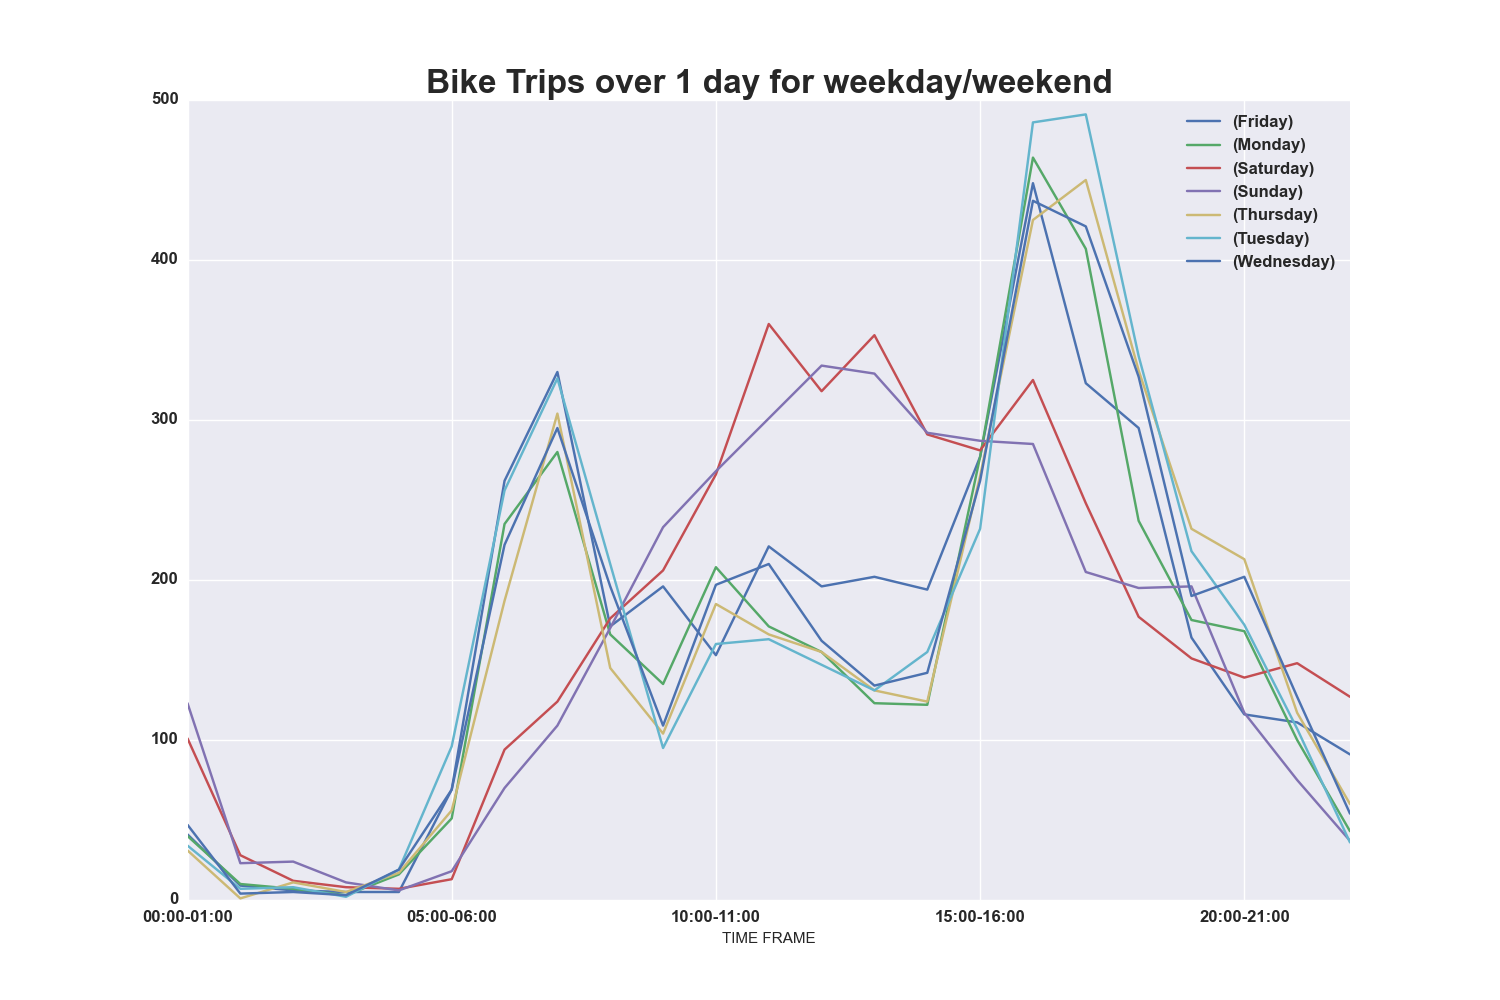 Bike Trips over 1 day for weekday/weekend
500
400
300
200
100
0
(Friday)
(Monday)
(Saturday)
(Sunday)
(Thursday)
(Tuesday)
(Wednesday)
00:00-01:00 05:00-06:00 10:00-11:00 15:00-16:00 20:00-21:00
TIME FRAME